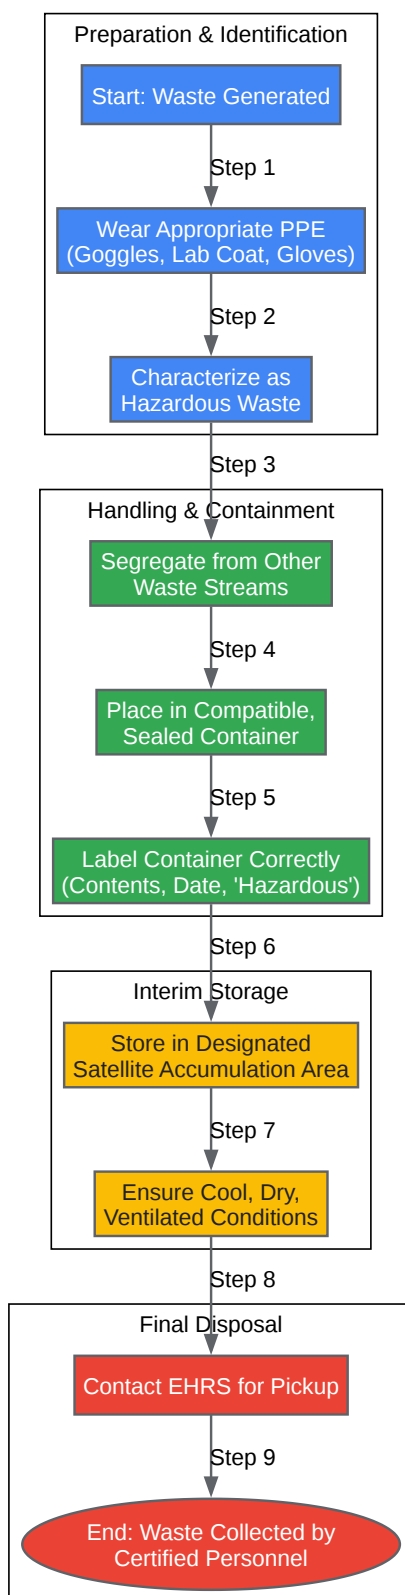 Preparation & Identification
Start: Waste Generated
Step 1
Wear Appropriate PPE
(Goggles, Lab Coat, Gloves)
Step 2
Characterize as
Hazardous Waste
Step 3
Handling & Containment
Segregate from Other
Waste Streams
Step 4
Place in Compatible,
Sealed Container
Step 5
Label Container Correctly
(Contents, Date, 'Hazardous')
Step 6
Interim Storage
Store in Designated
Satellite Accumulation Area
Step 7
Ensure Cool, Dry,
Ventilated Conditions
Step 8
Final Disposal
Contact EHRS for Pickup
Step 9
End: Waste Collected by
Certified Personnel